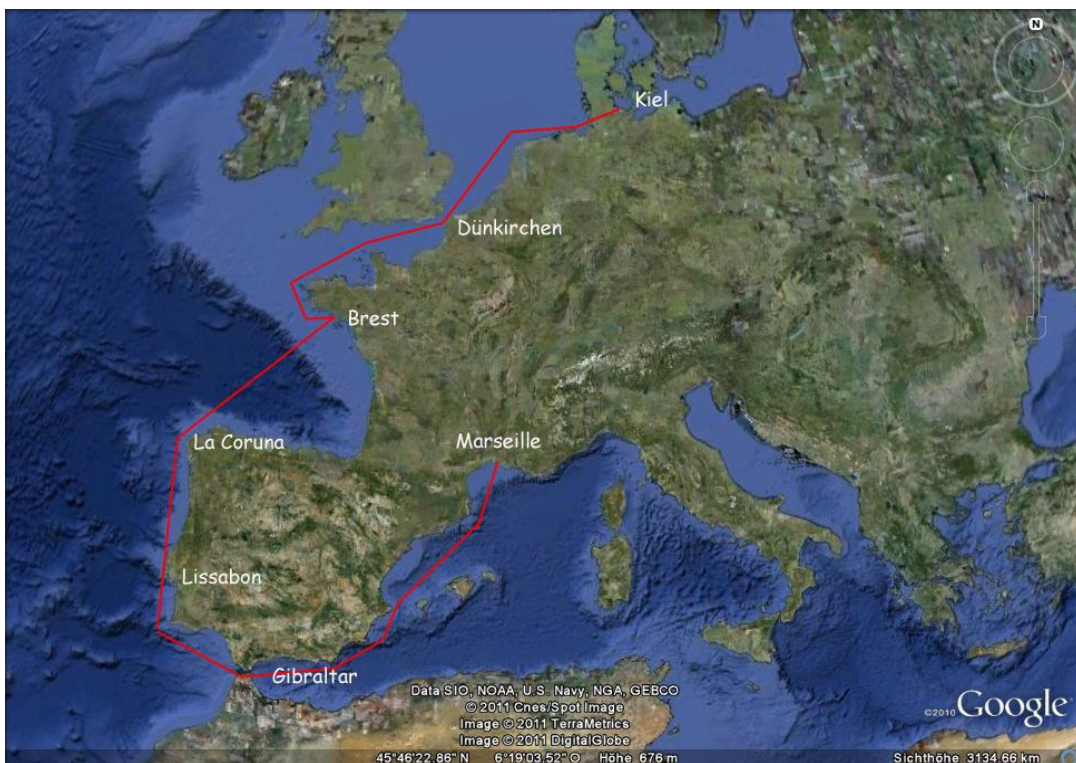 N
Kiel
Dünkirchen
Brest
La Coruna
Marseille
Lissabon
Gibraltar
Data SIO, NOAA, U.S. Navy, NGA, GEBCO
© 2011 Cnes/Spot Image
Image © 2011 TerraMetrics
Image © 2011 DigitalGlobe
©2010 Google
45°46'22.86" N 6°19'03.52" O Höhe 676 m Sichthöhe 3134.66 km